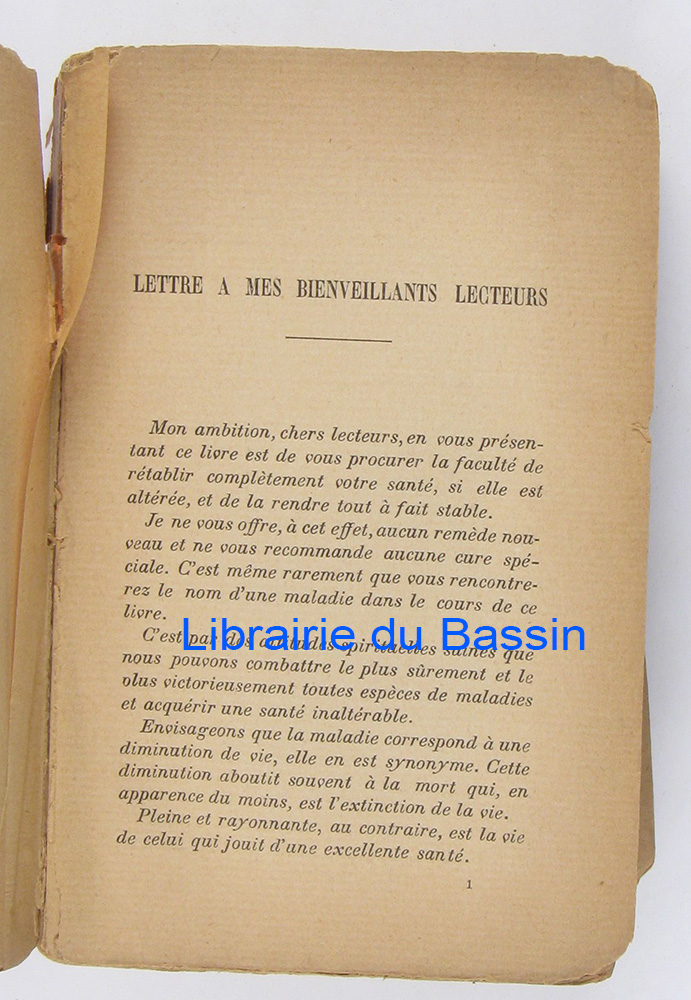 LETTRE A MES BIENVEILLANTS LECTEURS
Mon ambition, chers lecteurs, en vous présen-
tant ce livre est de vous procurer la faculté de
rétablir complètement votre santé, si elle est
altérée, et de la rendre tout à fait stable.
Je ne vous offre, à cet effet, aucun remède nou-
veau et ne vous recommande aucune cure spé-
ciale. C'est même rarement que vous rencontre-
rez le nom d'une maladie dans le cours de ce
livre.
Librairie du Bassin
C'est par des attitudes spirituelles saines que
nous pouvons combattre le plus sûrement et le
plus victorieusement toutes espèces de maladies
et acquérir une santé inaltérable.
Envisageons que la maladie correspond à une
diminution de vie, elle en est synonyme. Cette
diminution aboutit souvent à la mort qui, en
apparence du moins, est l'extinction de la vie.
Pleine et rayonnante, au contraire, est la vie
de celui qui jouit d'une excellente santé.
1